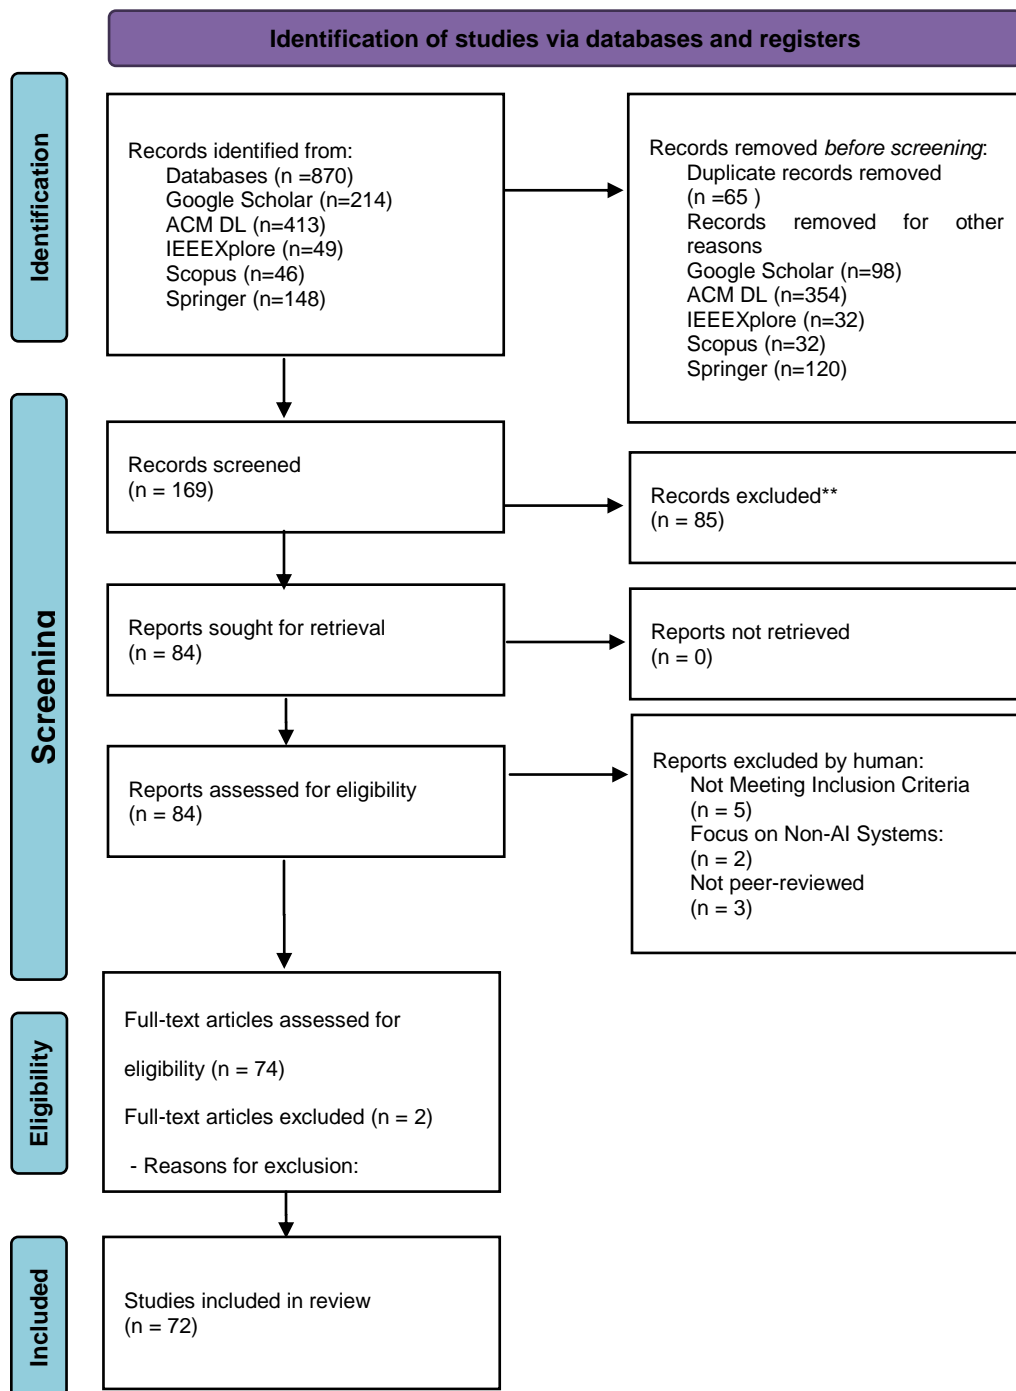 Identification of studies via databases and registers
Identification
Records identified from:
Databases (n =870)
Google Scholar (n=214)
ACM DL (n=413)
IEEEXplore (n=49)
Scopus (n=46)
Springer (n=148)
Records removed before screening:
Duplicate records removed
(n =65 )
Records removed for other
reasons
Google Scholar (n=98)
ACM DL (n=354)
IEEEXplore (n=32)
Scopus (n=32)
Springer (n=120)
Screening
Records screened
(n = 169)
Records excluded**
(n = 85)
Reports sought for retrieval
(n = 84)
Reports not retrieved
(n = 0)
Reports assessed for eligibility
(n = 84)
Reports excluded by human:
Not Meeting Inclusion Criteria
(n = 5)
Focus on Non-AI Systems:
(n = 2)
Not peer-reviewed
(n = 3)
Eligibility
Full-text articles assessed for
eligibility (n = 74)
Full-text articles excluded (n = 2)
- Reasons for exclusion:
Included
Studies included in review
(n = 72)